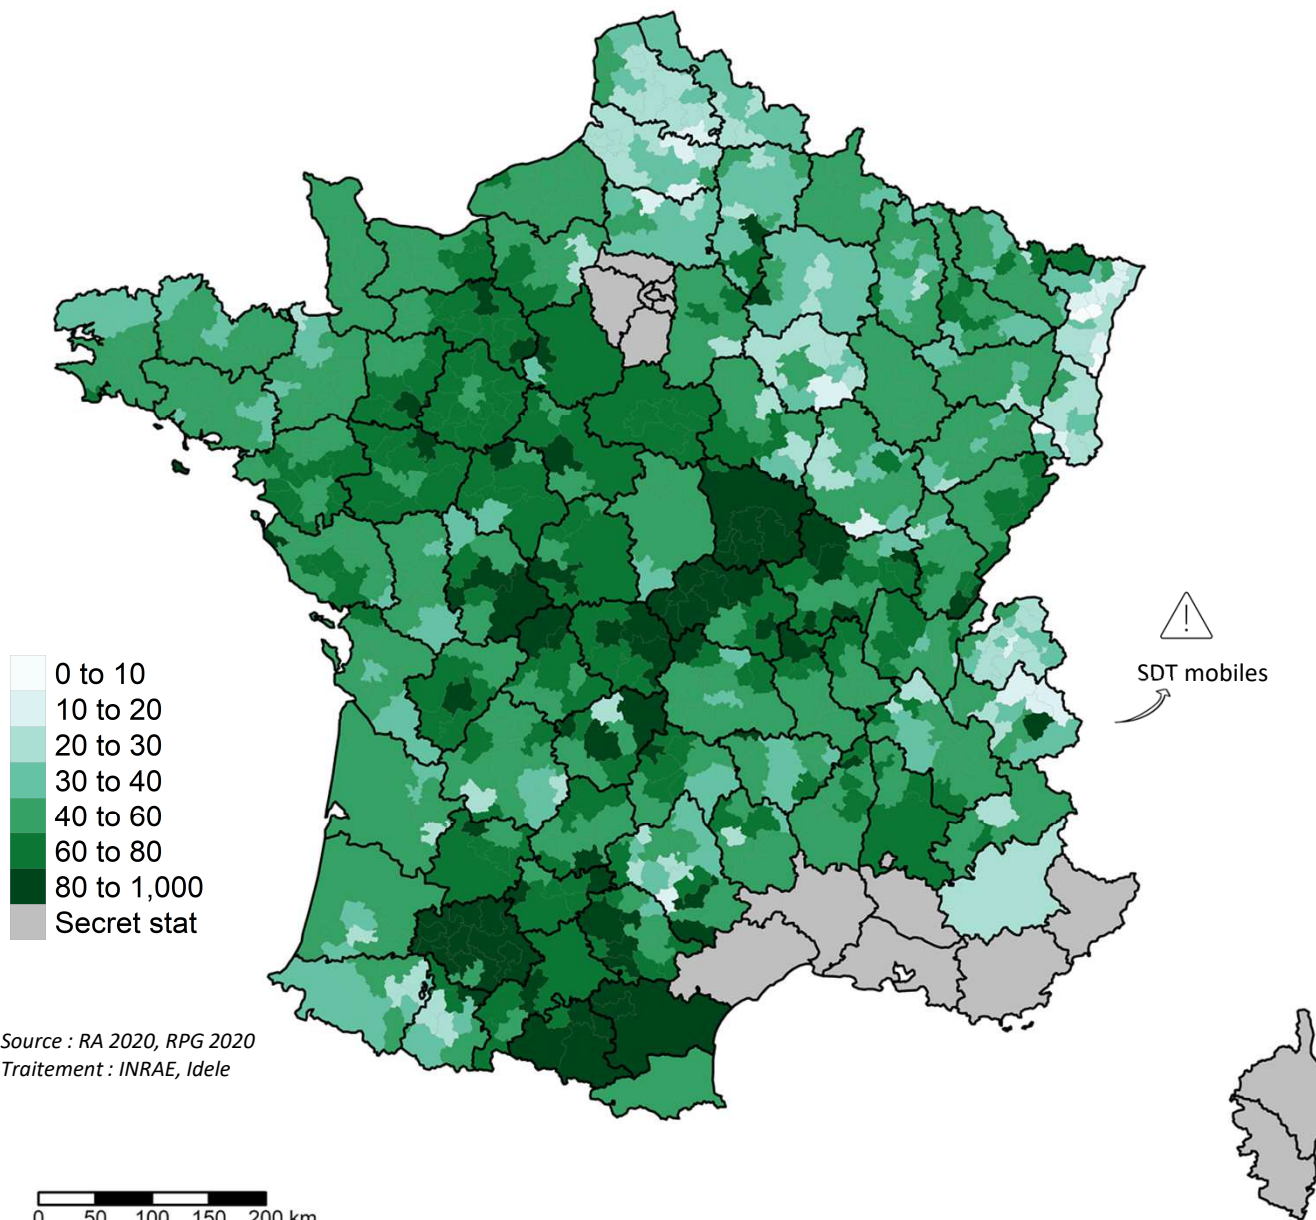 SDT mobiles
0 to 10
10 to 20
20 to 30
30 to 40
40 to 60
60 to 80
80 to 1,000
Secret stat
Source : RA 2020, RPG 2020
Traitement : INRAE, Idele
0 50 100 150 200 km